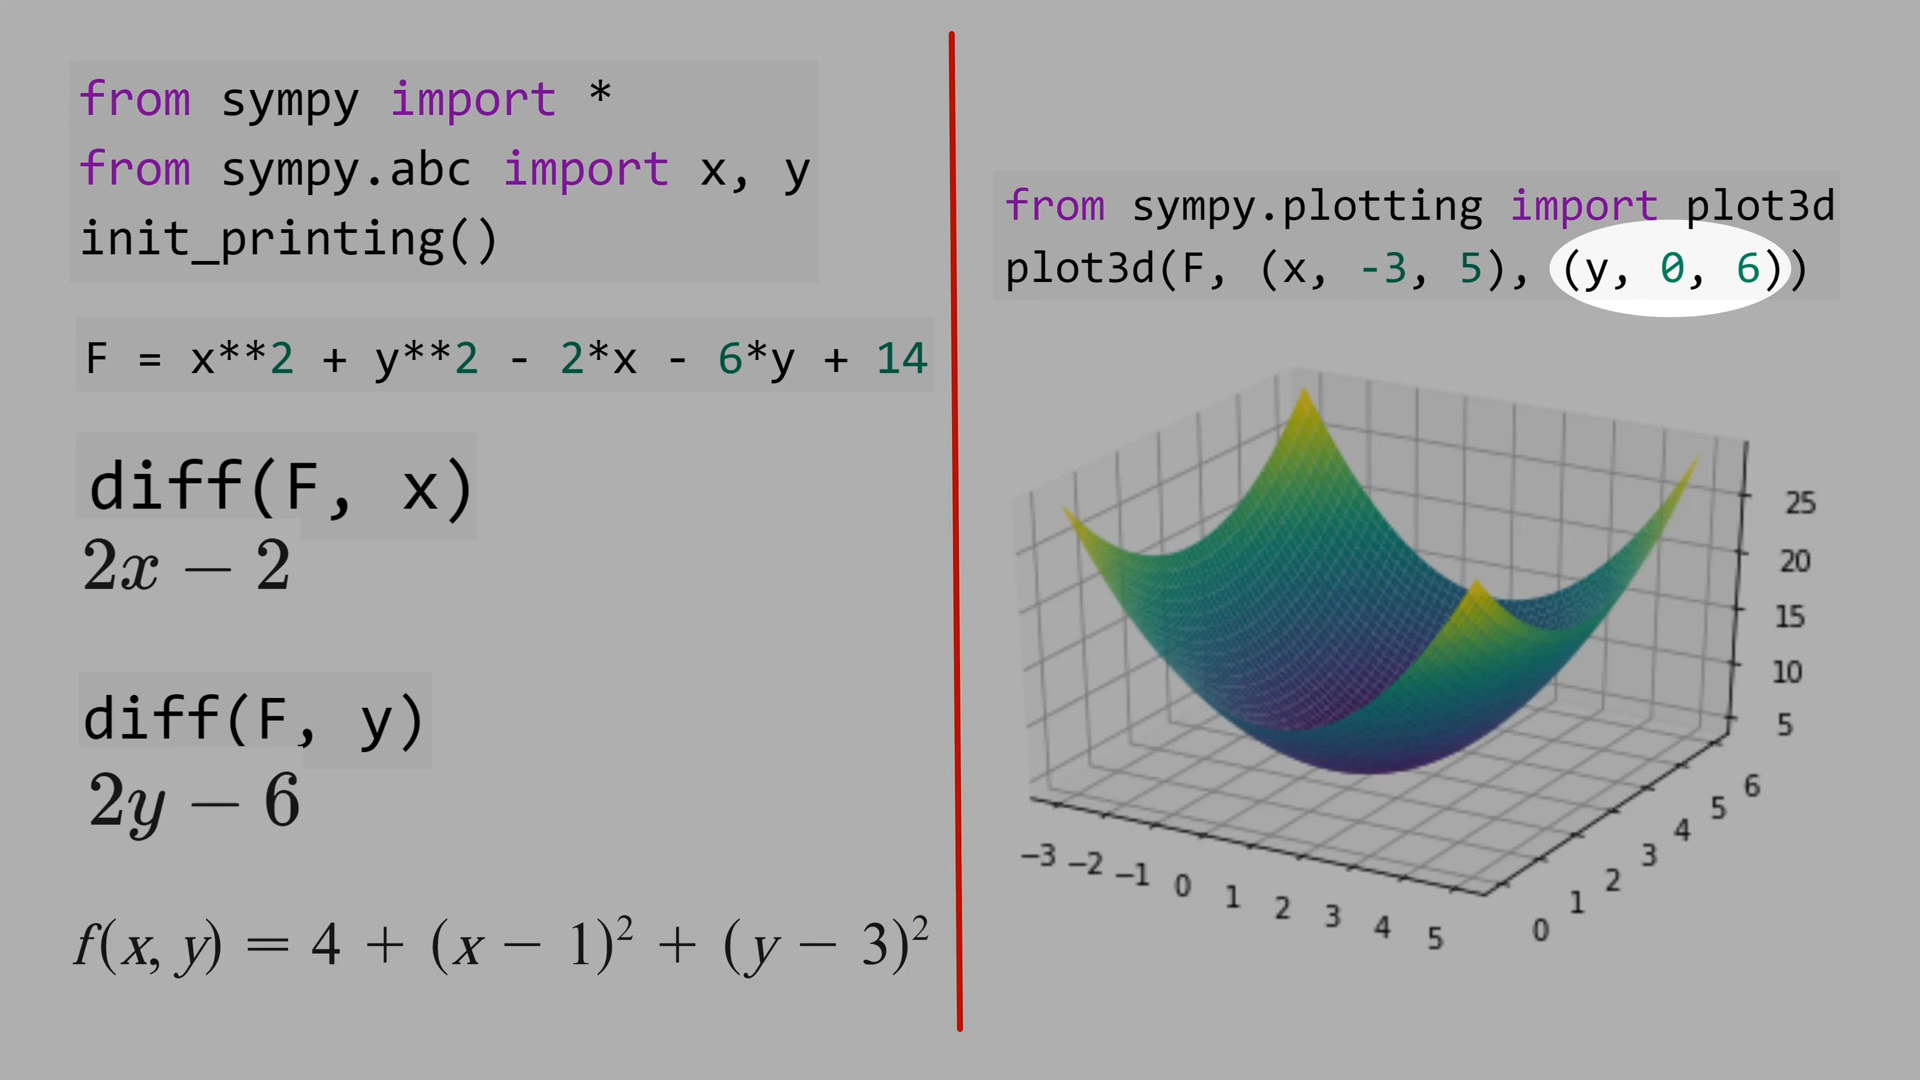 from sympy import *
from sympy.abc import x, y
init_printing()
F = x**2 + y**2 - 2*x - 6*y + 14
diff(F, x)
2x − 2
diff(F, y)
2y − 6
f(x, y) = 4 + (x − 1)² + (y − 3)²
from sympy.plotting import plot3d
plot3d(F, (x, -3, 5), (y, 0, 6))
25
20
15
10
5
−3 −2 −1 0 1 2 3 4 5
0 1 2 3 4 5 6